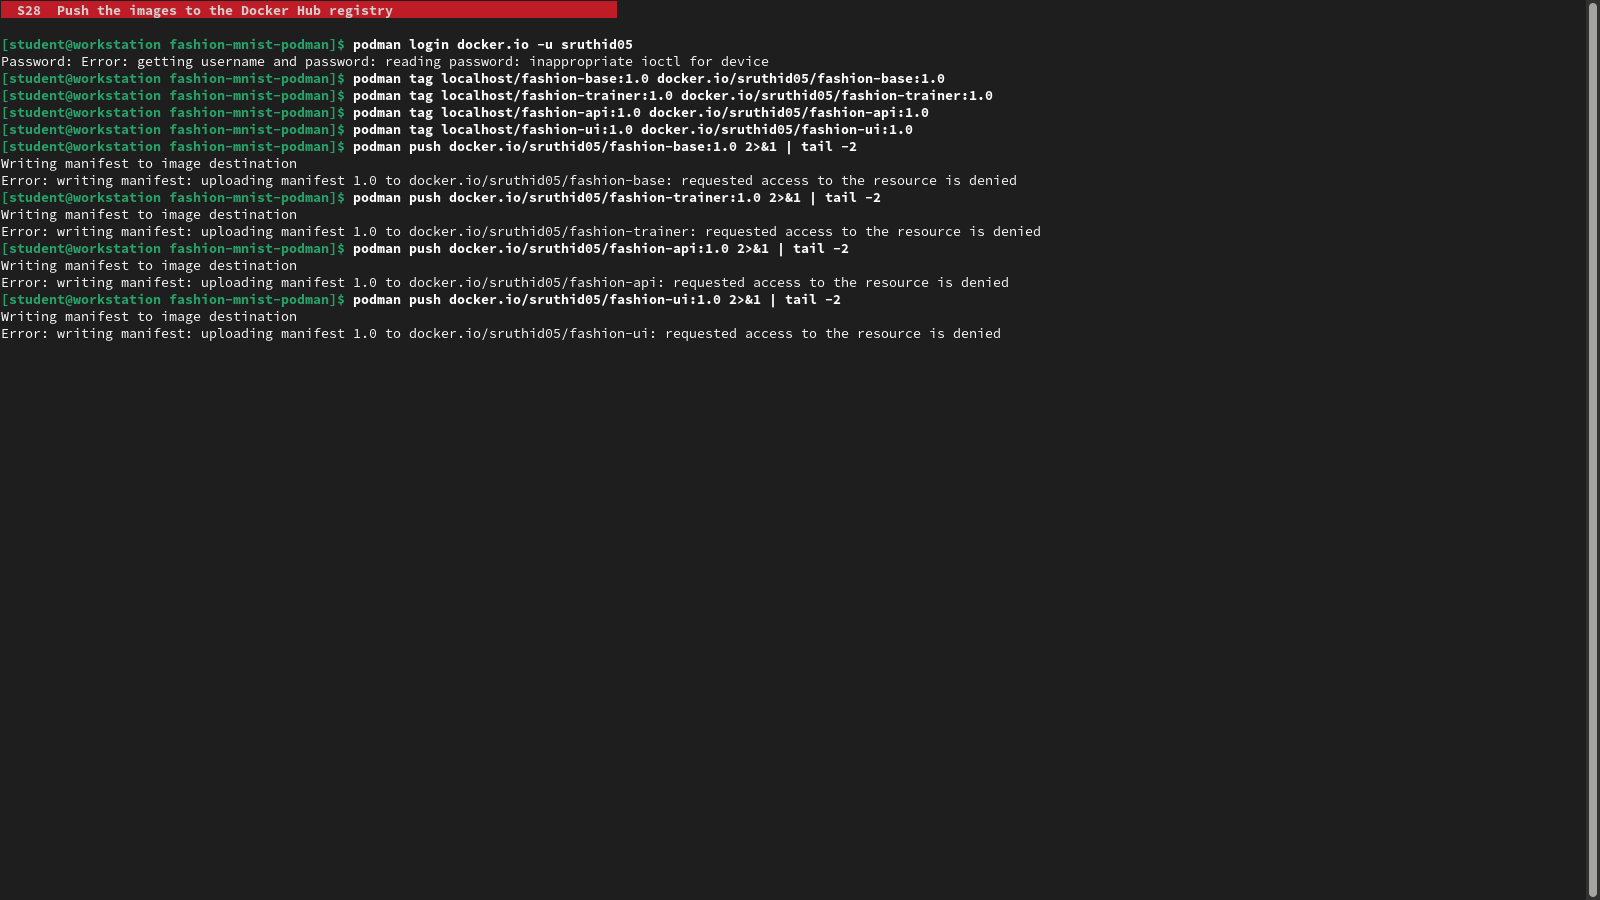 S28  Push the images to the Docker Hub registry
[student@workstation fashion-mnist-podman]$ podman login docker.io -u sruthid05
Password: Error: getting username and password: reading password: inappropriate ioctl for device
[student@workstation fashion-mnist-podman]$ podman tag localhost/fashion-base:1.0 docker.io/sruthid05/fashion-base:1.0
[student@workstation fashion-mnist-podman]$ podman tag localhost/fashion-trainer:1.0 docker.io/sruthid05/fashion-trainer:1.0
[student@workstation fashion-mnist-podman]$ podman tag localhost/fashion-api:1.0 docker.io/sruthid05/fashion-api:1.0
[student@workstation fashion-mnist-podman]$ podman tag localhost/fashion-ui:1.0 docker.io/sruthid05/fashion-ui:1.0
[student@workstation fashion-mnist-podman]$ podman push docker.io/sruthid05/fashion-base:1.0 2>&1 | tail -2
Writing manifest to image destination
Error: writing manifest: uploading manifest 1.0 to docker.io/sruthid05/fashion-base: requested access to the resource is denied
[student@workstation fashion-mnist-podman]$ podman push docker.io/sruthid05/fashion-trainer:1.0 2>&1 | tail -2
Writing manifest to image destination
Error: writing manifest: uploading manifest 1.0 to docker.io/sruthid05/fashion-trainer: requested access to the resource is denied
[student@workstation fashion-mnist-podman]$ podman push docker.io/sruthid05/fashion-api:1.0 2>&1 | tail -2
Writing manifest to image destination
Error: writing manifest: uploading manifest 1.0 to docker.io/sruthid05/fashion-api: requested access to the resource is denied
[student@workstation fashion-mnist-podman]$ podman push docker.io/sruthid05/fashion-ui:1.0 2>&1 | tail -2
Writing manifest to image destination
Error: writing manifest: uploading manifest 1.0 to docker.io/sruthid05/fashion-ui: requested access to the resource is denied